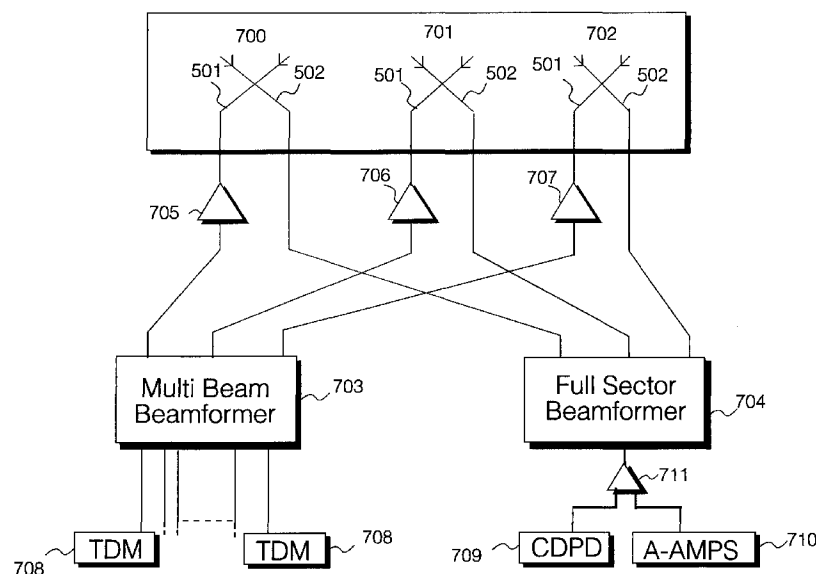 700 701 702
501 502 501 502 501 502
705 706 707
Multi Beam
Beamformer
703
Full Sector
Beamformer
704
711
708 TDM TDM 708
709 CDPD A-AMPS 710